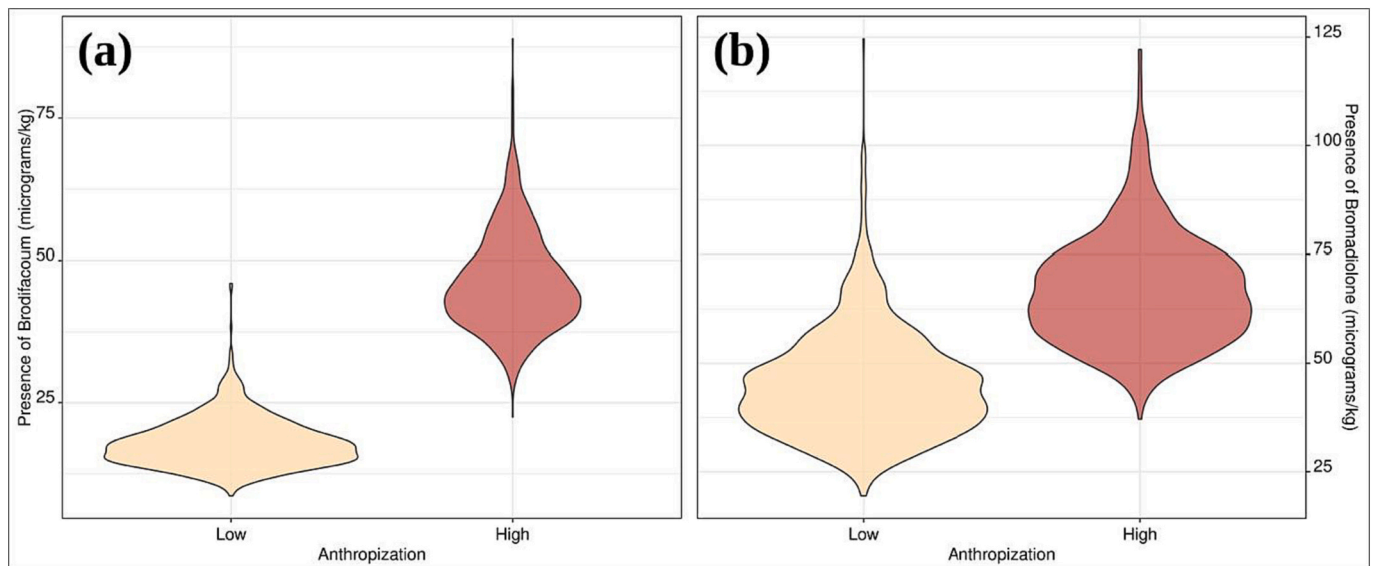 (a)
Presence of Brodifacoum (micrograms/kg)
75
50
25
Low
High
Anthropization
(b)
125
100
75
50
25
Presence of Bromadiolone (micrograms/kg)
Low
High
Anthropization